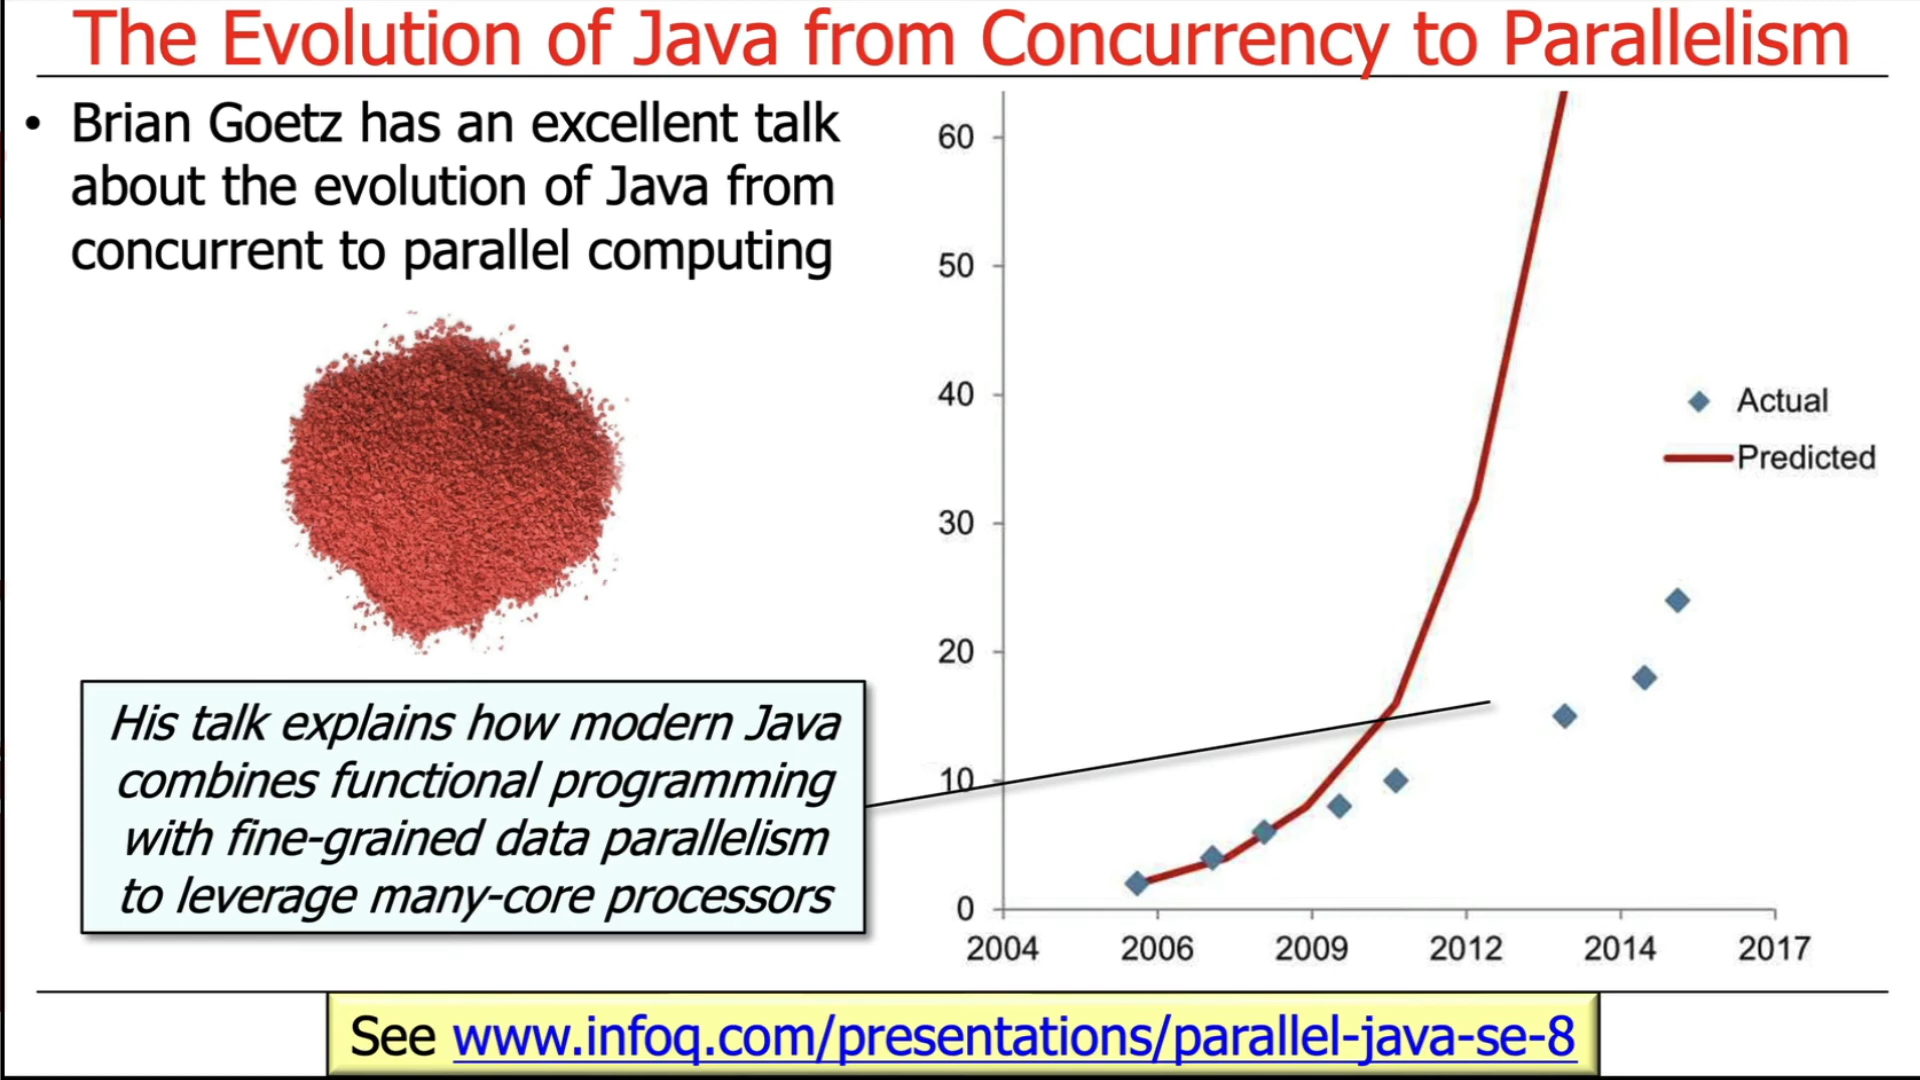 The Evolution of Java from Concurrency to Parallelism
• Brian Goetz has an excellent talk
about the evolution of Java from
concurrent to parallel computing
His talk explains how modern Java
combines functional programming
with fine-grained data parallelism
to leverage many-core processors
60
50
40
30
20
10
0
2004 2006 2009 2012 2014 2017
Actual
Predicted
See www.infoq.com/presentations/parallel-java-se-8